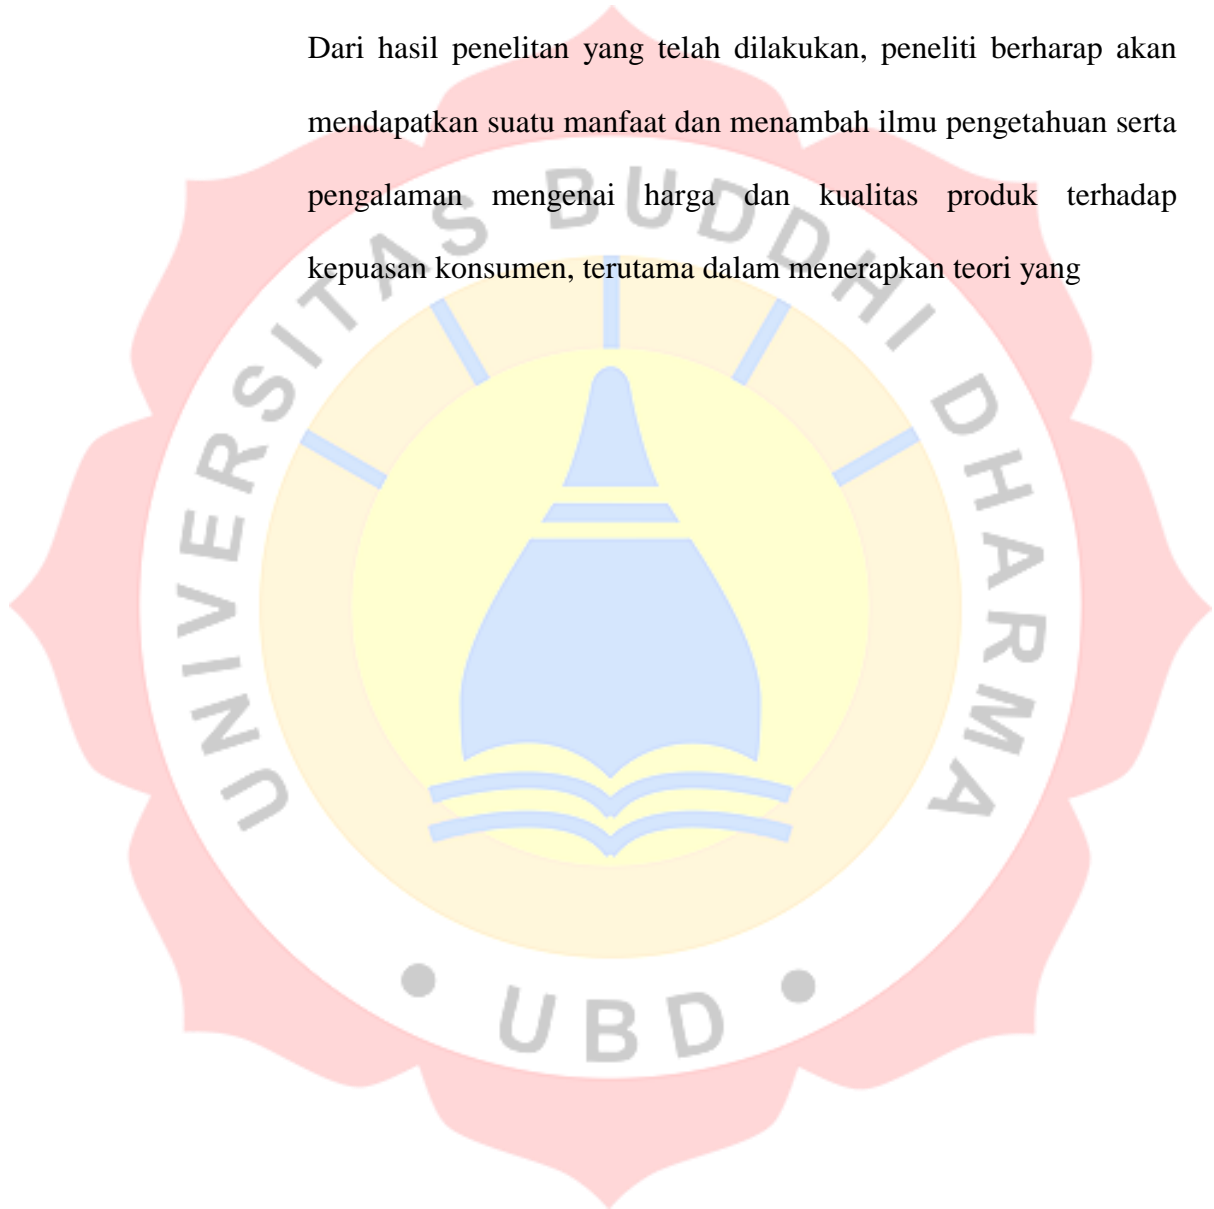 Dari hasil penelitan yang telah dilakukan, peneliti berharap akan
mendapatkan suatu manfaat dan menambah ilmu pengetahuan serta
pengalaman mengenai harga dan kualitas produk terhadap
kepuasan konsumen, terutama dalam menerapkan teori yang
UNIVERSITAS BUDDHI DHARMA
• UBD •